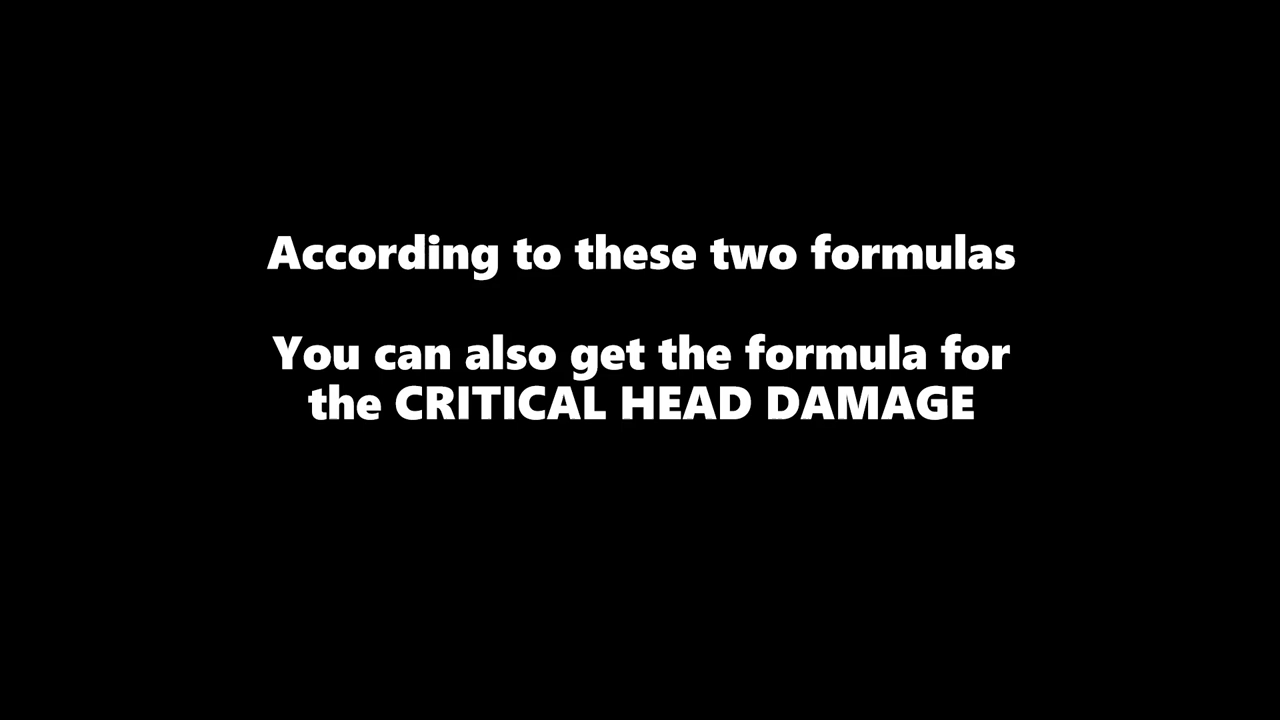 According to these two formulas
You can also get the formula for
the CRITICAL HEAD DAMAGE